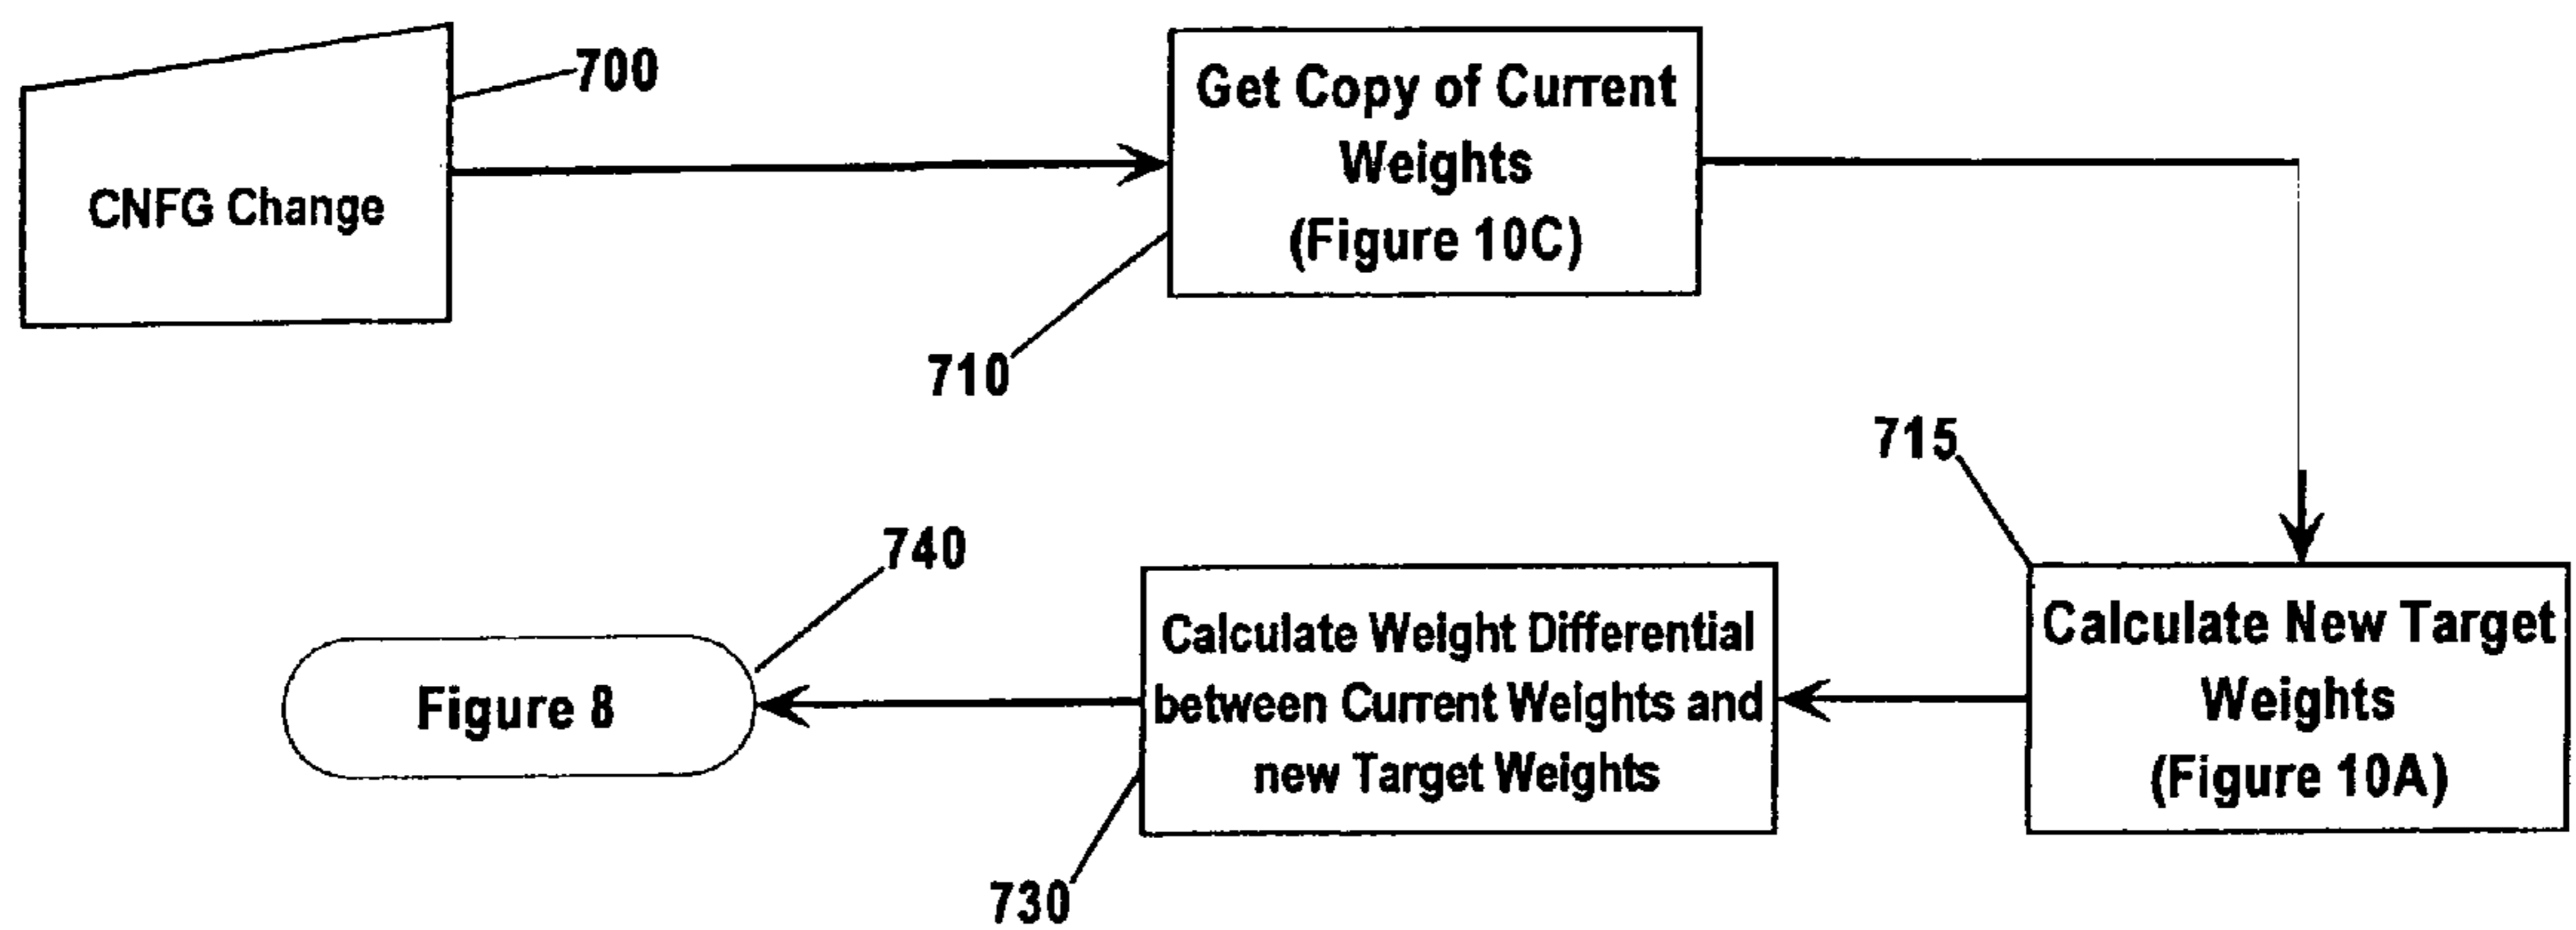 700
CNFG Change
Get Copy of Current
Weights
(Figure 10C)
710
715
Calculate New Target
Weights
(Figure 10A)
Calculate Weight Differential
between Current Weights and
new Target Weights
730
740
Figure 8